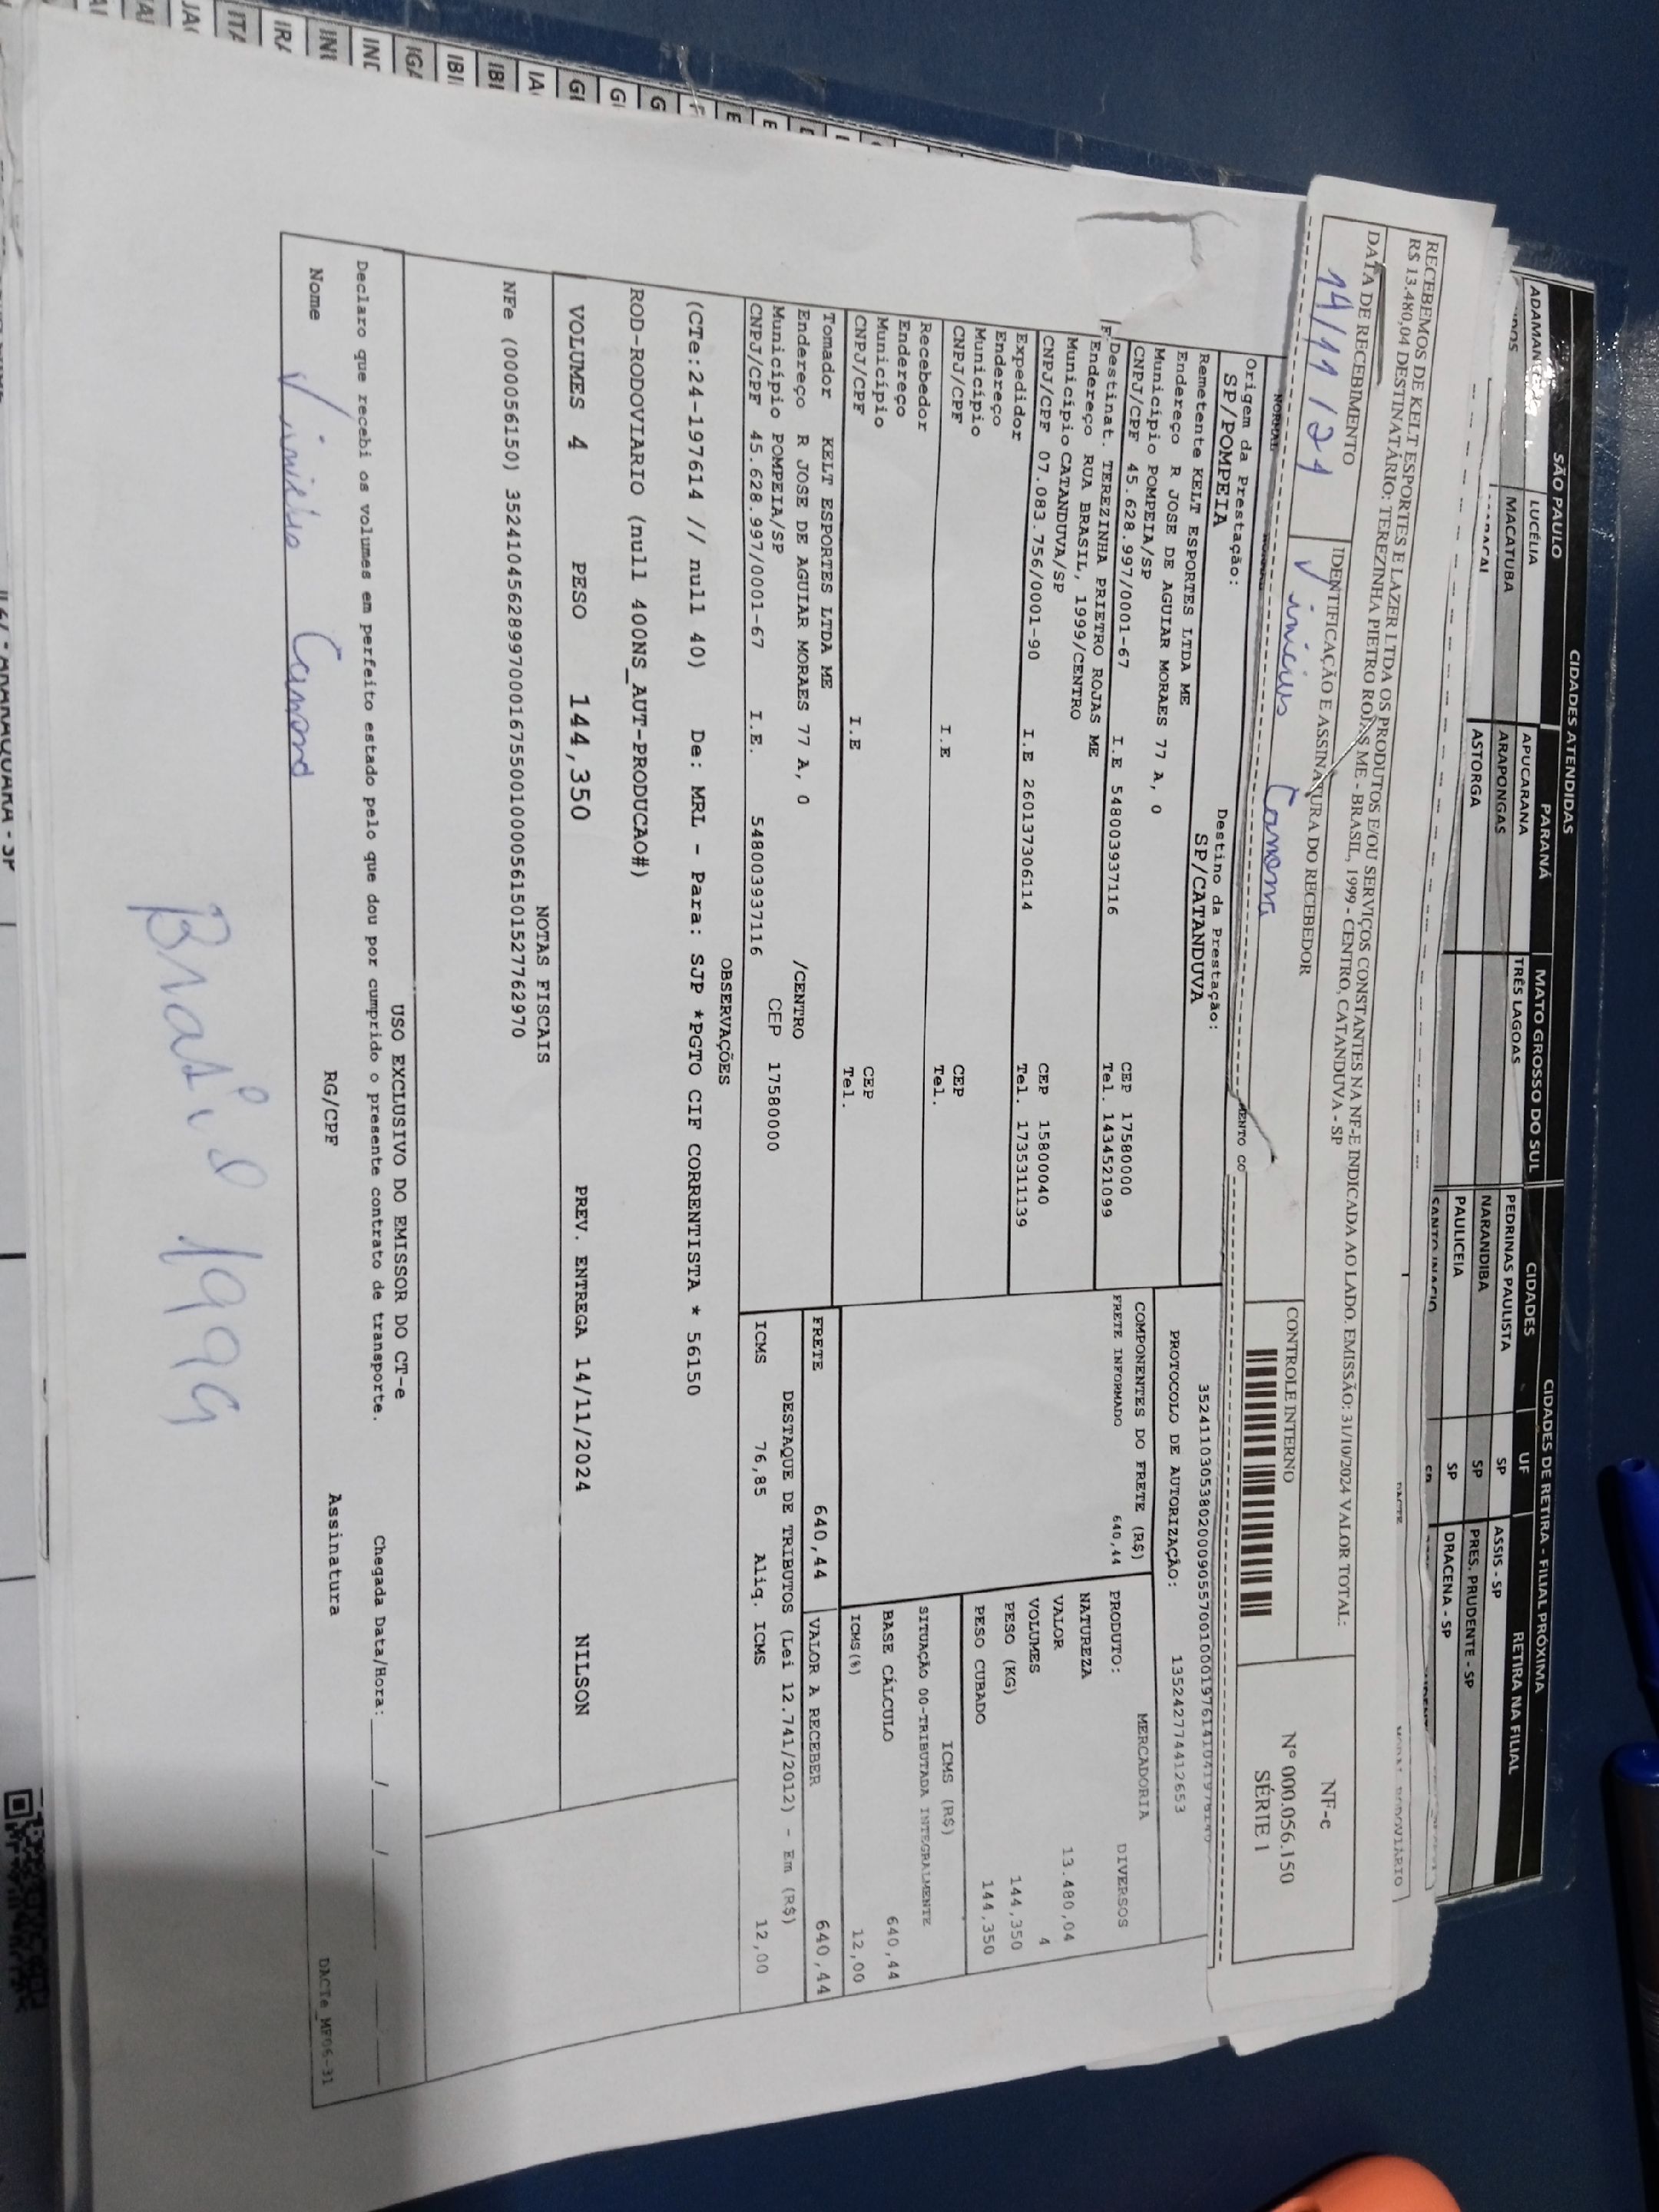 CIDADES ATENDIDAS
SÃO PAULO PARANÁ MATO GROSSO DO SUL
LUCÉLIA APUCARANA TRÊS LAGOAS
MACATUBA ARAPONGAS
ASTORGA
CIDADES DE RETIRA - FILIAL PRÓXIMA
CIDADES UF RETIRA NA FILIAL
PEDRINAS PAULISTA SP ASSIS - SP
NARANDIBA SP PRES. PRUDENTE - SP
PAULICEIA SP DRACENA - SP
RECEBEMOS DE KELT ESPORTES E LAZER LTDA OS PRODUTOS E/OU SERVIÇOS CONSTANTES NA NF-E INDICADA AO LADO. EMISSÃO: 31/10/2024 VALOR TOTAL:
R$ 13.480,04 DESTINATÁRIO: TEREZINHA PIETRO ROJAS ME - BRASIL, 1999 - CENTRO, CATANDUVA - SP
DATA DE RECEBIMENTO
14/11/24
IDENTIFICAÇÃO E ASSINATURA DO RECEBEDOR
Vinicius
CONTROLE INTERNO
NF-e
Nº 000.056.150
SÉRIE 1
NORMAL
Origem da Prestação: Destino da Prestação:
SP/POMPEIA SP/CATANDUVA
Remetente KELT ESPORTES LTDA ME
Endereço R JOSE DE AGUIAR MORAES 77 A, 0
Município POMPEIA/SP CEP 17580000
CNPJ/CPF 45.628.997/0001-67 I.E 548003937116 Tel. 1434521099
Destinat. TEREZINHA PRIETRO ROJAS ME
Endereço RUA BRASIL, 1999/CENTRO
Município CATANDUVA/SP CEP 15800040
CNPJ/CPF 07.083.756/0001-90 I.E 260137306114 Tel. 1735311139
Expedidor
Endereço
Município CEP
CNPJ/CPF I.E Tel.
Recebedor
Endereço
Município CEP
CNPJ/CPF I.E Tel.
Tomador KELT ESPORTES LTDA ME
Endereço R JOSE DE AGUIAR MORAES 77 A, 0 /CENTRO
Município POMPEIA/SP CEP 17580000
CNPJ/CPF 45.628.997/0001-67 I.E. 548003937116
PROTOCOLO DE AUTORIZAÇÃO: 135242774412653
COMPONENTES DO FRETE (R$)
FRETE INFORMADO 640,44
MERCADORIA
PRODUTO: DIVERSOS
NATUREZA
VALOR 13.480,04
VOLUMES 4
PESO (KG) 144,350
PESO CUBADO 144,350
ICMS (R$)
SITUAÇÃO 00-TRIBUTADA INTEGRALMENTE
BASE CÁLCULO 640,44
ICMS(%) 12,00
FRETE 640,44 VALOR A RECEBER 640,44
DESTAQUE DE TRIBUTOS (Lei 12.741/2012) - Em (R$)
ICMS 76,85 Aliq. ICMS 12,00
OBSERVAÇÕES
(CTe:24-197614 // null 40) De: MRL - Para: SJP *PGTO CIF CORRENTISTA * 56150
ROD-RODOVIARIO (null 400NS_AUT-PRODUCAO#)
VOLUMES 4 PESO 144,350 PREV. ENTREGA 14/11/2024 NILSON
NOTAS FISCAIS
NFe (000056150) 35241045628997000167550010000561501527762970
USO EXCLUSIVO DO EMISSOR DO CT-e
Declaro que recebi os volumes em perfeito estado pelo que dou por cumprido o presente contrato de transporte. Chegada Data/Hora: / /
Nome Vinicius RG/CPF Assinatura
DACTe_MF06-31
Brasil 1999